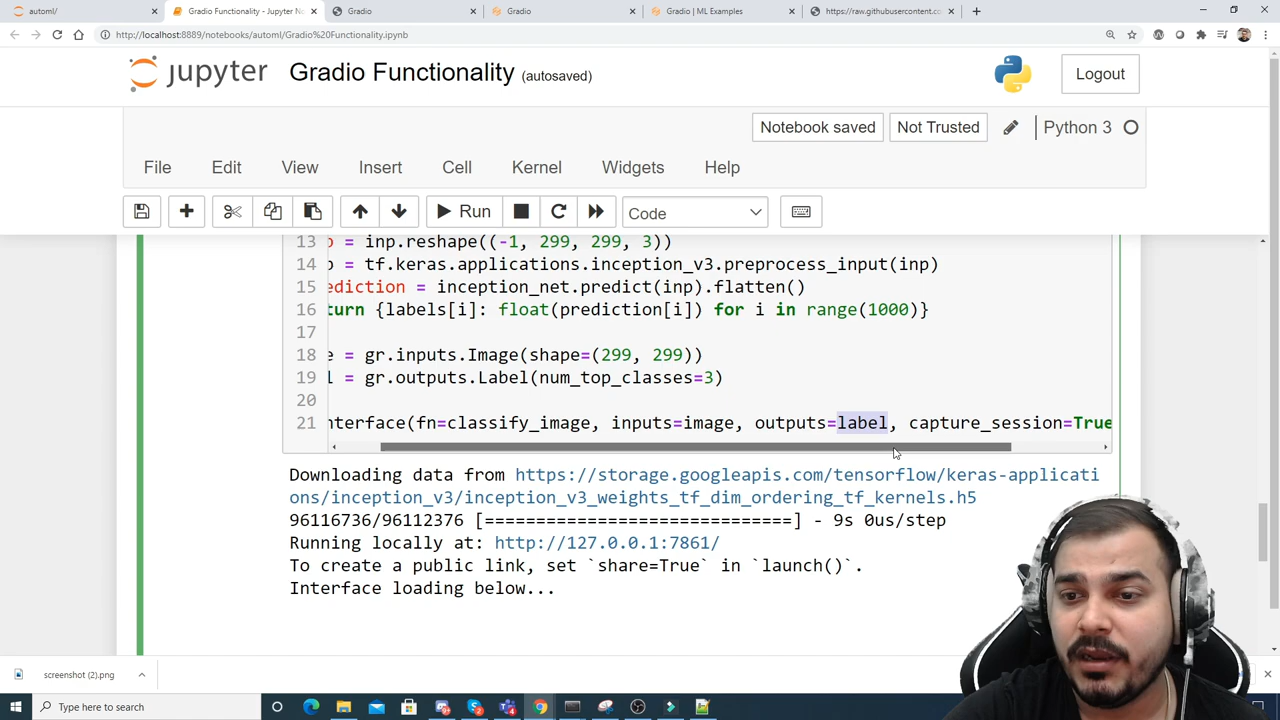 automl/
Gradio Functionality - Jupyter No
Gradio
Gradio
Gradio | ML Examples
https://raw.githubusercontent.co
http://localhost:8889/notebooks/automl/Gradio%20Functionality.ipynb
jupyter
Gradio Functionality (autosaved)
Logout
Notebook saved
Not Trusted
Python 3
File
Edit
View
Insert
Cell
Kernel
Widgets
Help
Run
Code
13 p = inp.reshape((-1, 299, 299, 3))
14 p = tf.keras.applications.inception_v3.preprocess_input(inp)
15 ediction = inception_net.predict(inp).flatten()
16 turn {labels[i]: float(prediction[i]) for i in range(1000)}
17
18 e = gr.inputs.Image(shape=(299, 299))
19 l = gr.outputs.Label(num_top_classes=3)
20
21 nterface(fn=classify_image, inputs=image, outputs=label, capture_session=True
Downloading data from https://storage.googleapis.com/tensorflow/keras-applicati
ons/inception_v3/inception_v3_weights_tf_dim_ordering_tf_kernels.h5
96116736/96112376 [==============================] - 9s 0us/step
Running locally at: http://127.0.0.1:7861/
To create a public link, set `share=True` in `launch()`.
Interface loading below...
screenshot (2).png
Type here to search